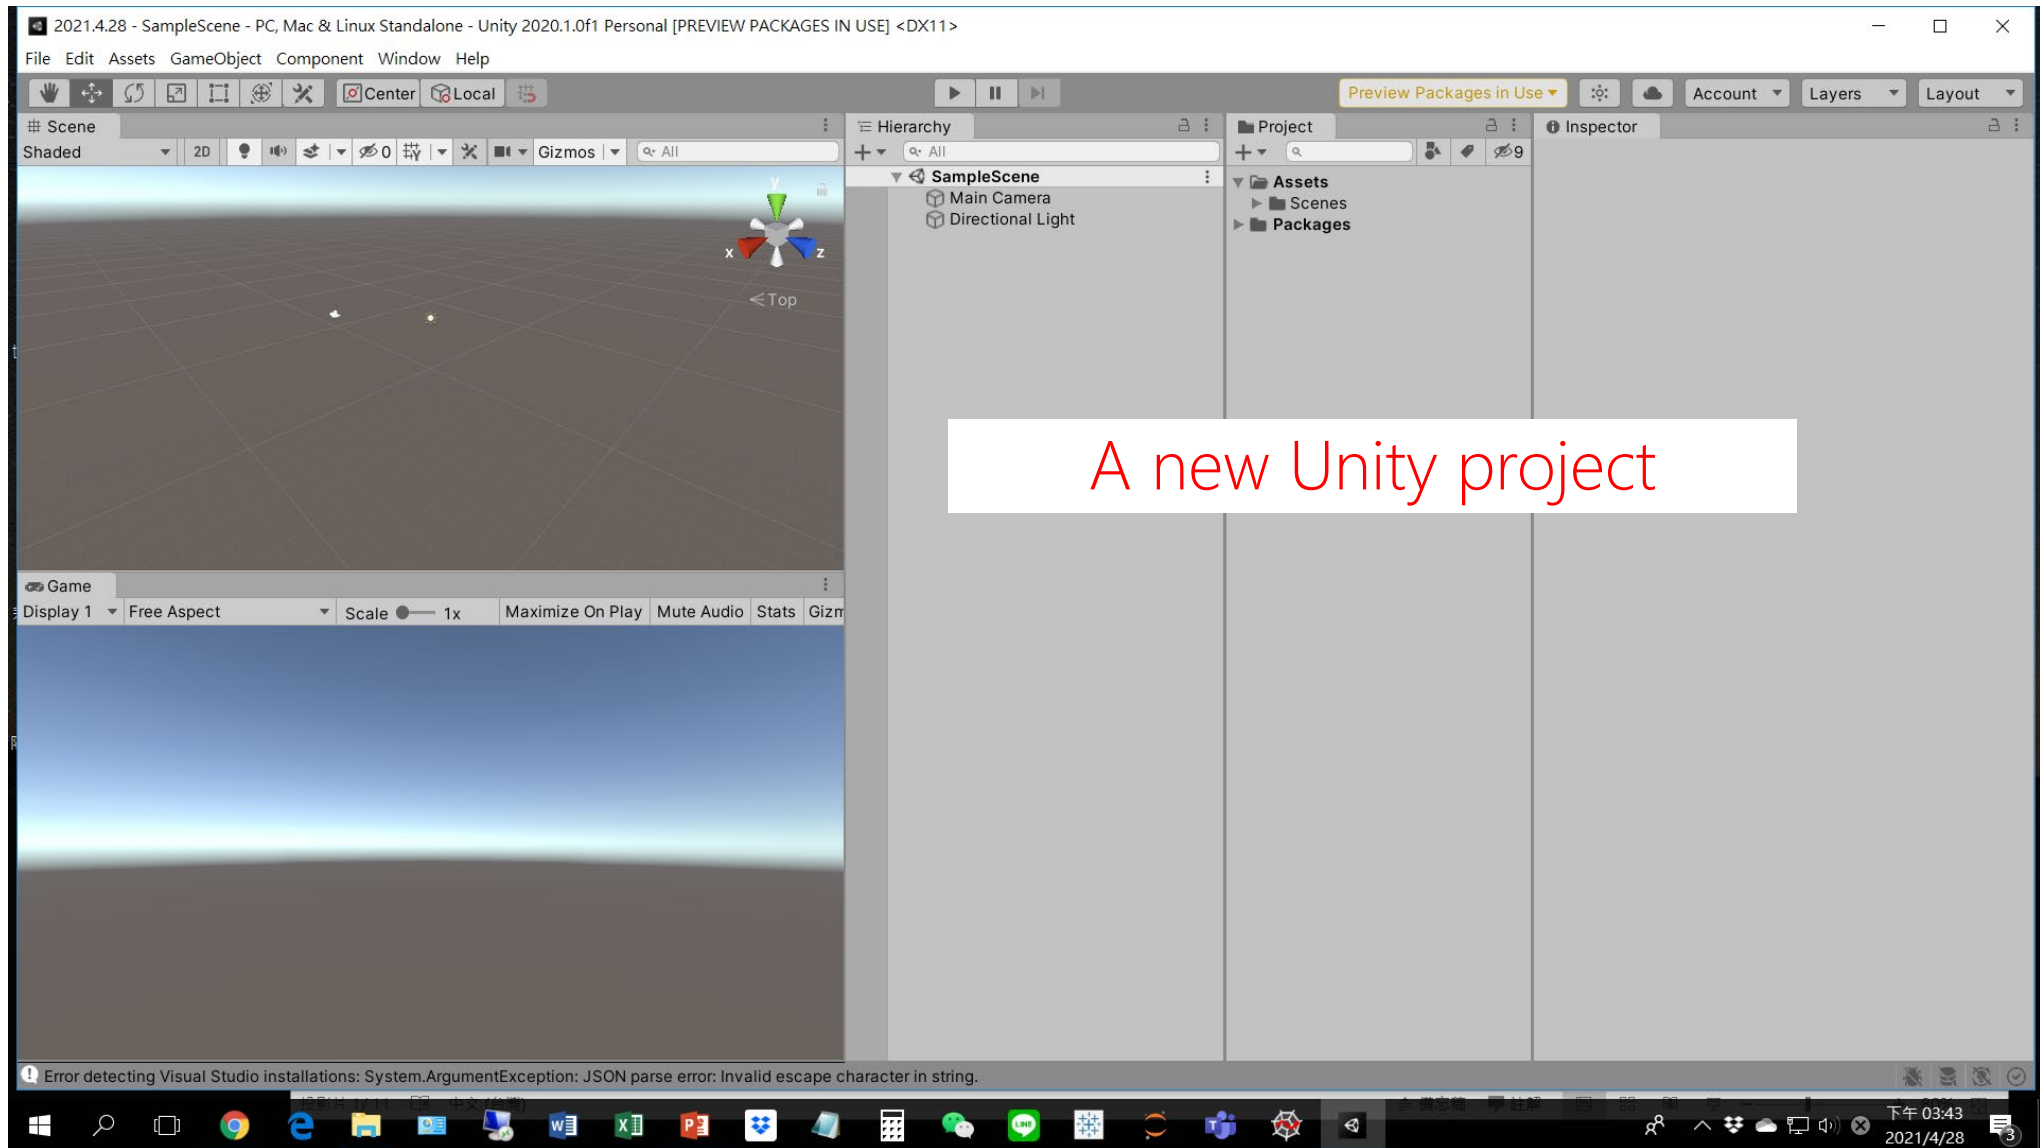 2021.4.28 - SampleScene - PC, Mac & Linux Standalone - Unity 2020.1.0f1 Personal [PREVIEW PACKAGES IN USE] <DX11>
File Edit Assets GameObject Component Window Help
Center Local Preview Packages in Use Account Layers Layout
Scene
Shaded 2D 0 Gizmos All
y
x z
Top
Game
Display 1 Free Aspect Scale 1x Maximize On Play Mute Audio Stats Gizm
Hierarchy
All
SampleScene
Main Camera
Directional Light
Project
9
Assets
Scenes
Packages
Inspector
A new Unity project
Error detecting Visual Studio installations: System.ArgumentException: JSON parse error: Invalid escape character in string.
下午 03:43
2021/4/28
3